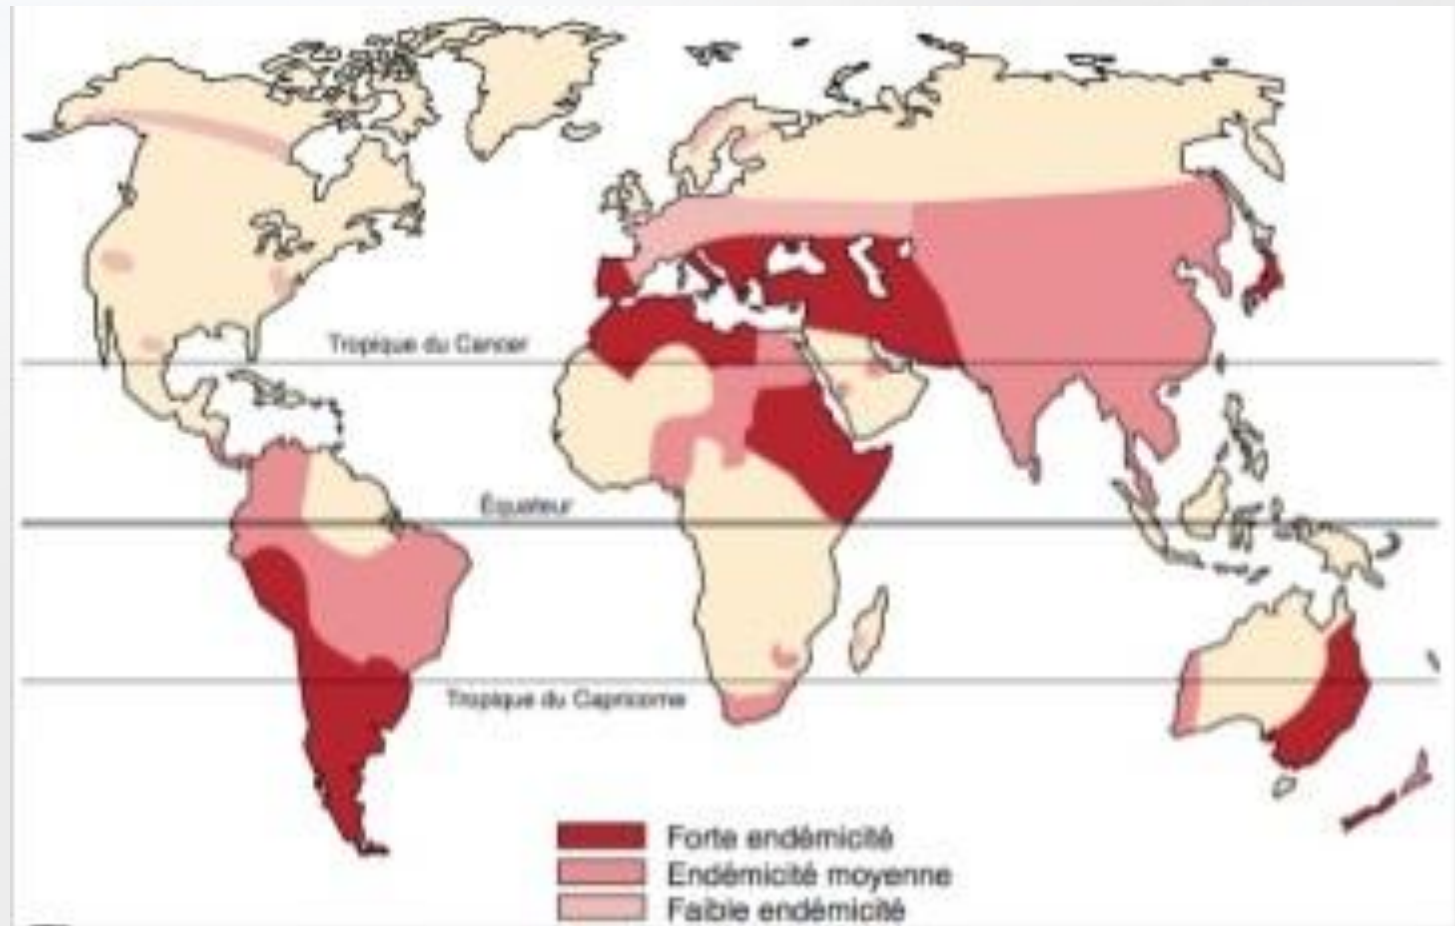 Tropique du Cancer
Équateur
Tropique du Capricorne
Forte endémicité
Endémicité moyenne
Faible endémicité